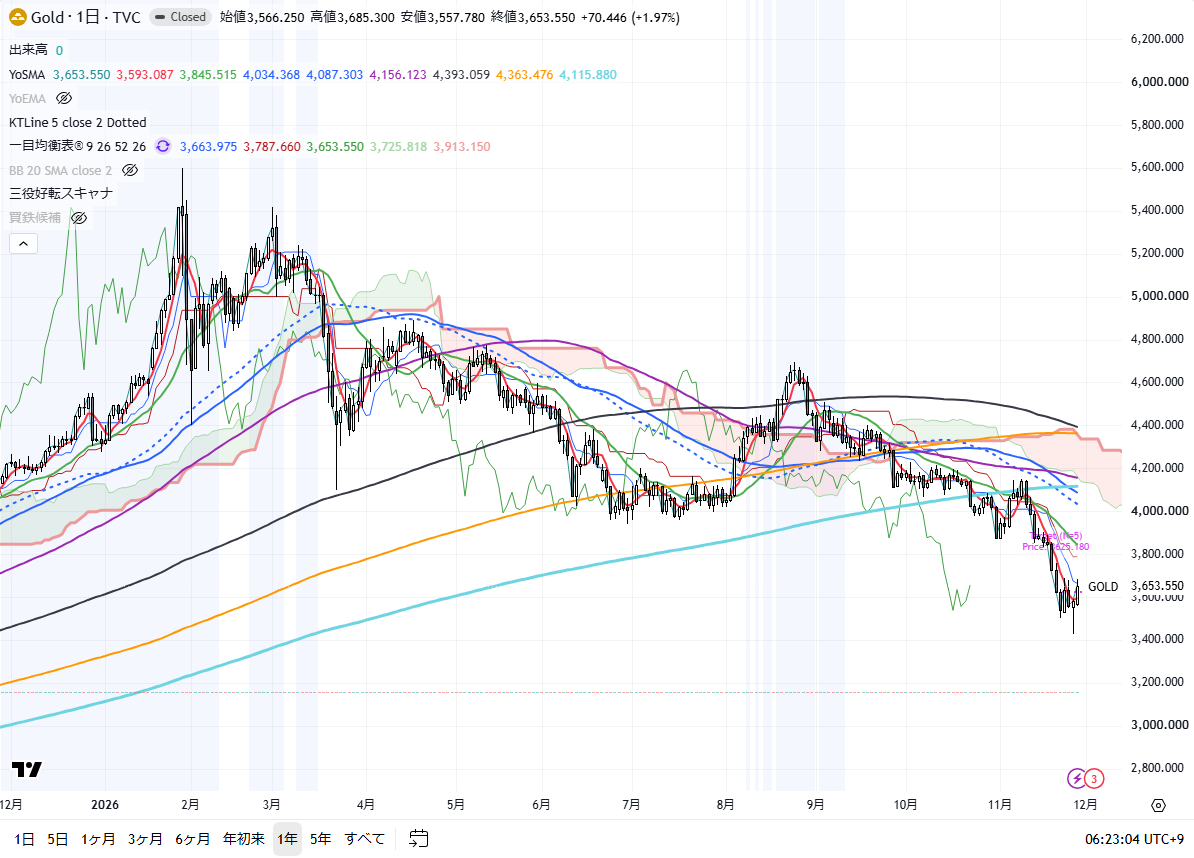 Gold · 1日 · TVC Closed 始値3,566.250 高値3,685.300 安値3,557.780 終値3,653.550 +70.446 (+1.97%)
出来高 0
YoSMA 3,653.550 3,593.087 3,845.515 4,034.368 4,087.303 4,156.123 4,393.059 4,363.476 4,115.880
YoEMA
KTLine 5 close 2 Dotted
一目均衡表® 9 26 52 26 3,663.975 3,787.660 3,653.550 3,725.818 3,913.150
BB 20 SMA close 2
三役好転スキャナ
買鉄候補
6,200.000
6,000.000
5,800.000
5,600.000
5,400.000
5,200.000
5,000.000
4,800.000
4,600.000
4,400.000
4,200.000
4,000.000
3,800.000
GOLD 3,653.550
3,600.000
3,400.000
3,200.000
3,000.000
2,800.000
3
12月 2026 2月 3月 4月 5月 6月 7月 8月 9月 10月 11月 12月
1日 5日 1ヶ月 3ヶ月 6ヶ月 年初来 1年 5年 すべて 06:23:04 UTC+9